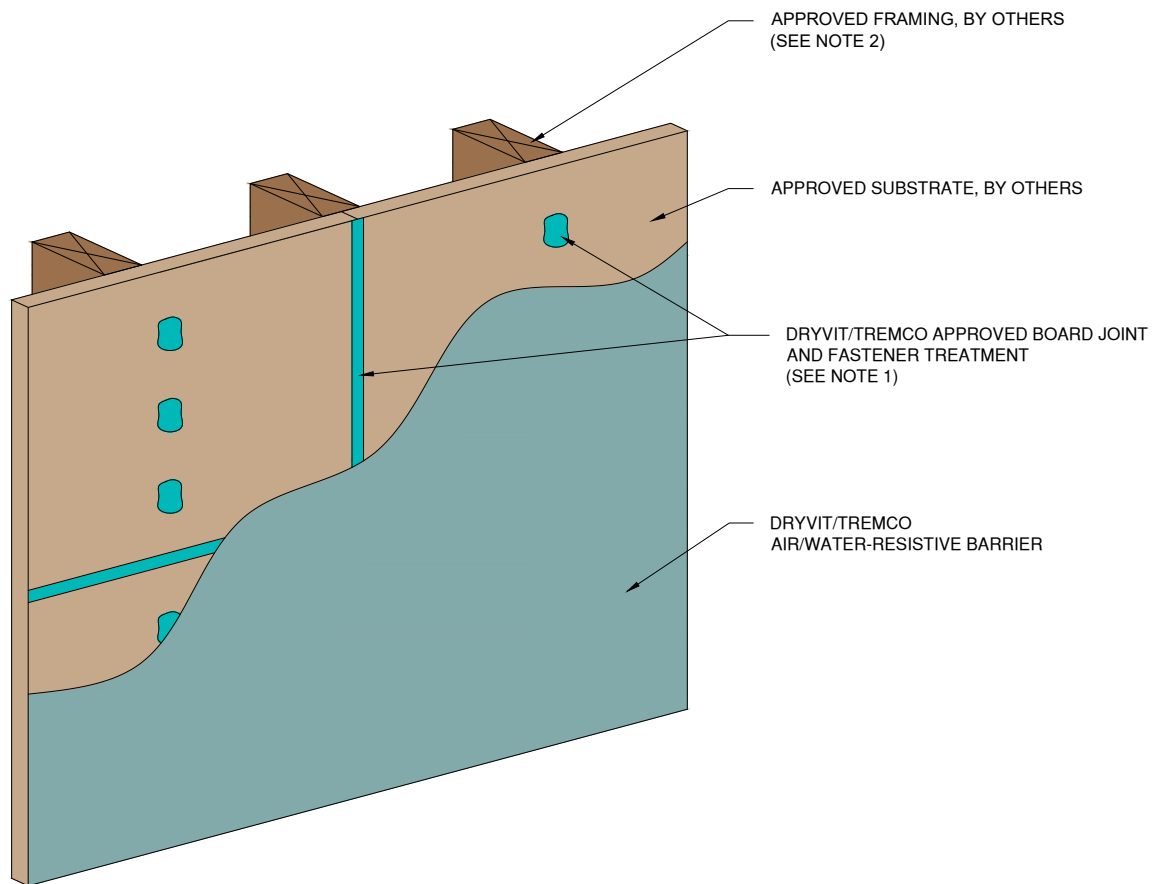 APPROVED FRAMING, BY OTHERS
(SEE NOTE 2)
APPROVED SUBSTRATE, BY OTHERS
DRYVIT/TREMCO APPROVED BOARD JOINT
AND FASTENER TREATMENT
(SEE NOTE 1)
DRYVIT/TREMCO
AIR/WATER-RESISTIVE BARRIER